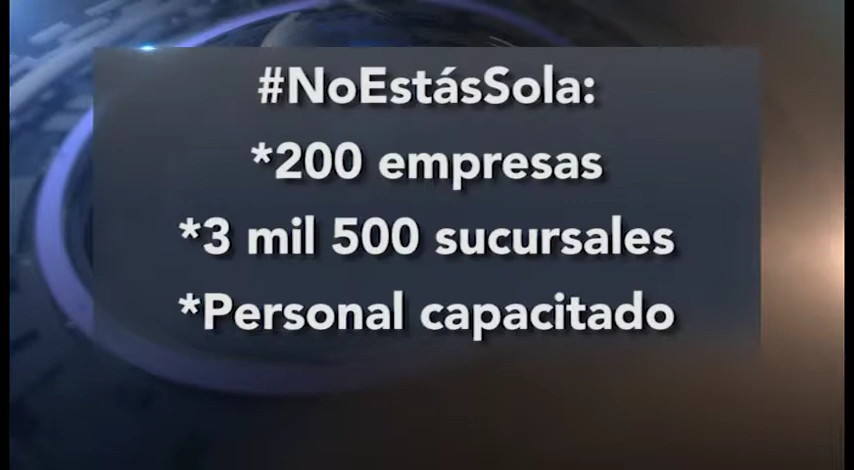 #NoEstásSola:
*200 empresas
*3 mil 500 sucursales
*Personal capacitado